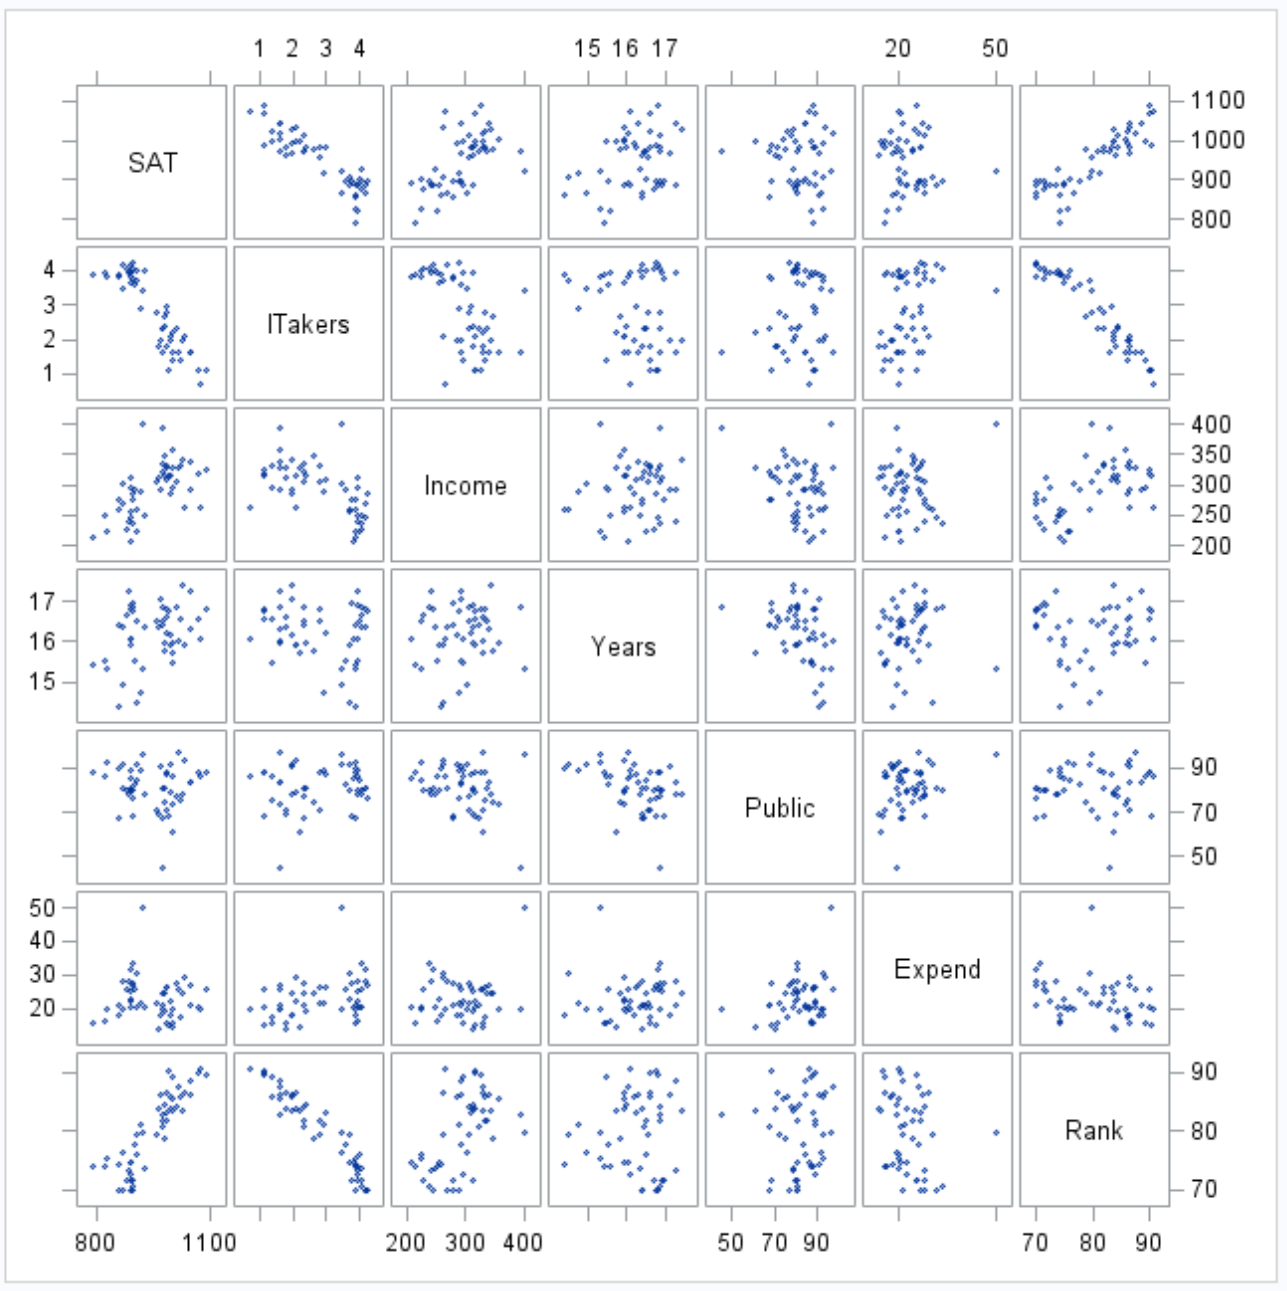 1 2 3 4 15 16 17 20 50
SAT 1100
1000
900
800
4 ITakers
3
2
1
Income 400
350
300
250
200
17 Years
16
15
Public 90
70
50
50 Expend
40
30
20
Rank 90
80
70
800 1100 200 300 400 50 70 90 70 80 90